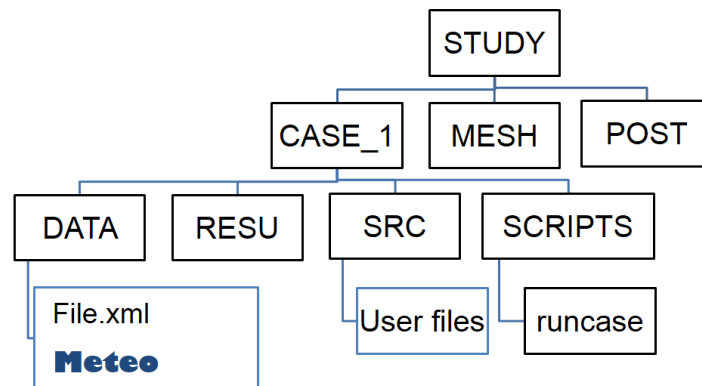 STUDY
CASE_1
MESH
POST
DATA
RESU
SRC
SCRIPTS
File.xml
Meteo
User files
runcase